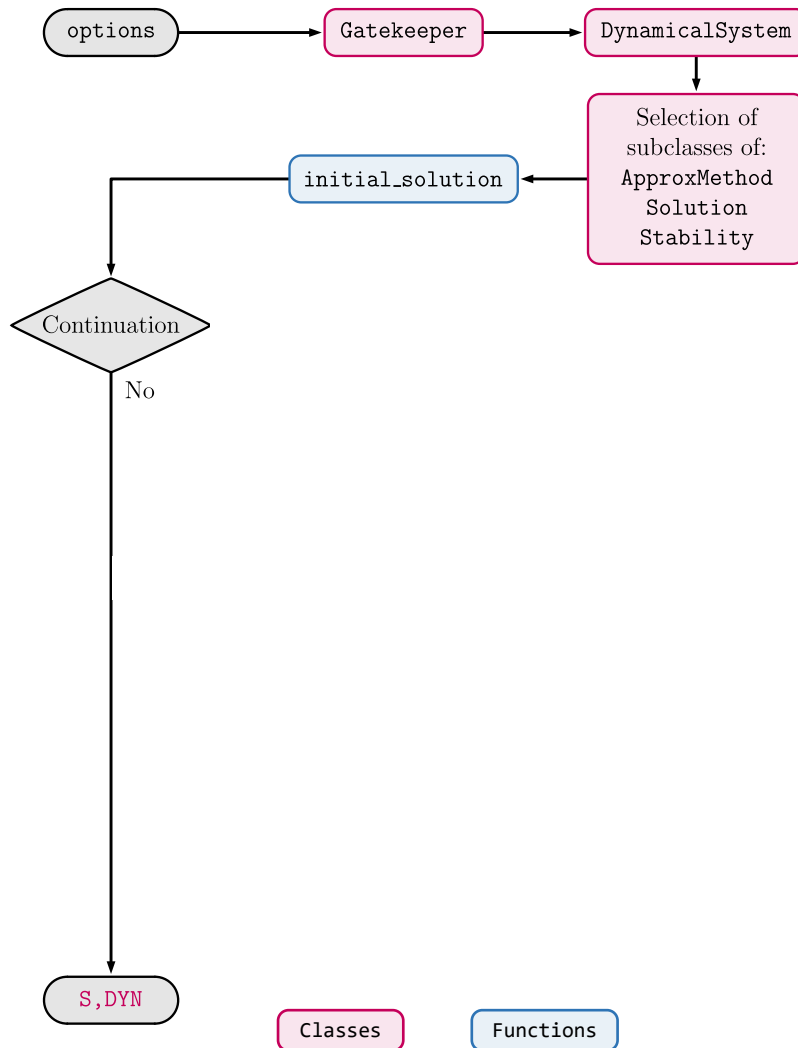 options
Gatekeeper
DynamicalSystem
Selection of
subclasses of:
ApproxMethod
Solution
Stability
initial_solution
Continuation
No
S,DYN
Classes
Functions